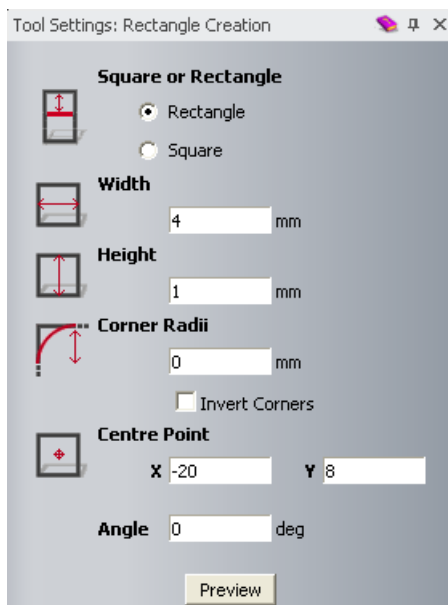 Tool Settings: Rectangle Creation
Square or Rectangle
Rectangle
Square
Width
4 mm
Height
1 mm
Corner Radii
0 mm
Invert Corners
Centre Point
X -20 Y 8
Angle 0 deg
Preview